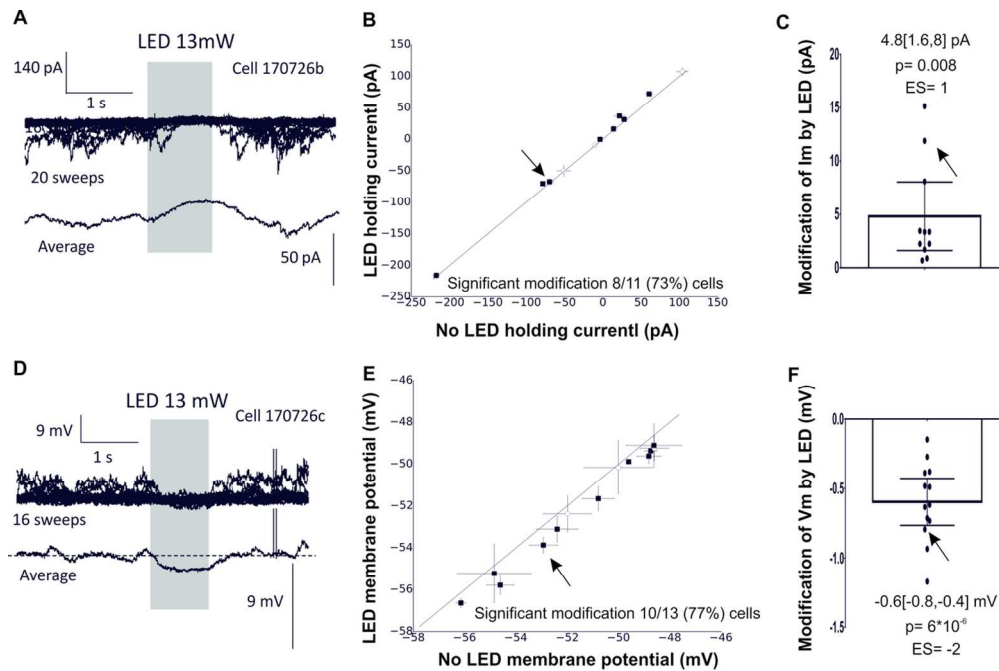 A
LED 13mW
140 pA
1 s
Cell 170726b
20 sweeps
Average
50 pA
B
LED holding currentl (pA)
150
100
50
0
−50
−100
−150
−200
−250
−250 −200 −150 −100 −50 0 50 100 150
Significant modification 8/11 (73%) cells
No LED holding currentl (pA)
C
Modification of Im by LED (pA)
4.8[1.6,8] pA
p= 0.008
ES= 1
20
15
10
5
0
D
LED 13 mW
9 mV
1 s
Cell 170726c
16 sweeps
Average
9 mV
E
LED membrane potential (mV)
−46
−48
−50
−52
−54
−56
−58
−58 −56 −54 −52 −50 −48 −46
Significant modification 10/13 (77%) cells
No LED membrane potential (mV)
F
Modification of Vm by LED (mV)
0.0
-0.5
-1.0
-1.5
-0.6[-0.8,-0.4] mV
p= 6*10-6
ES= -2